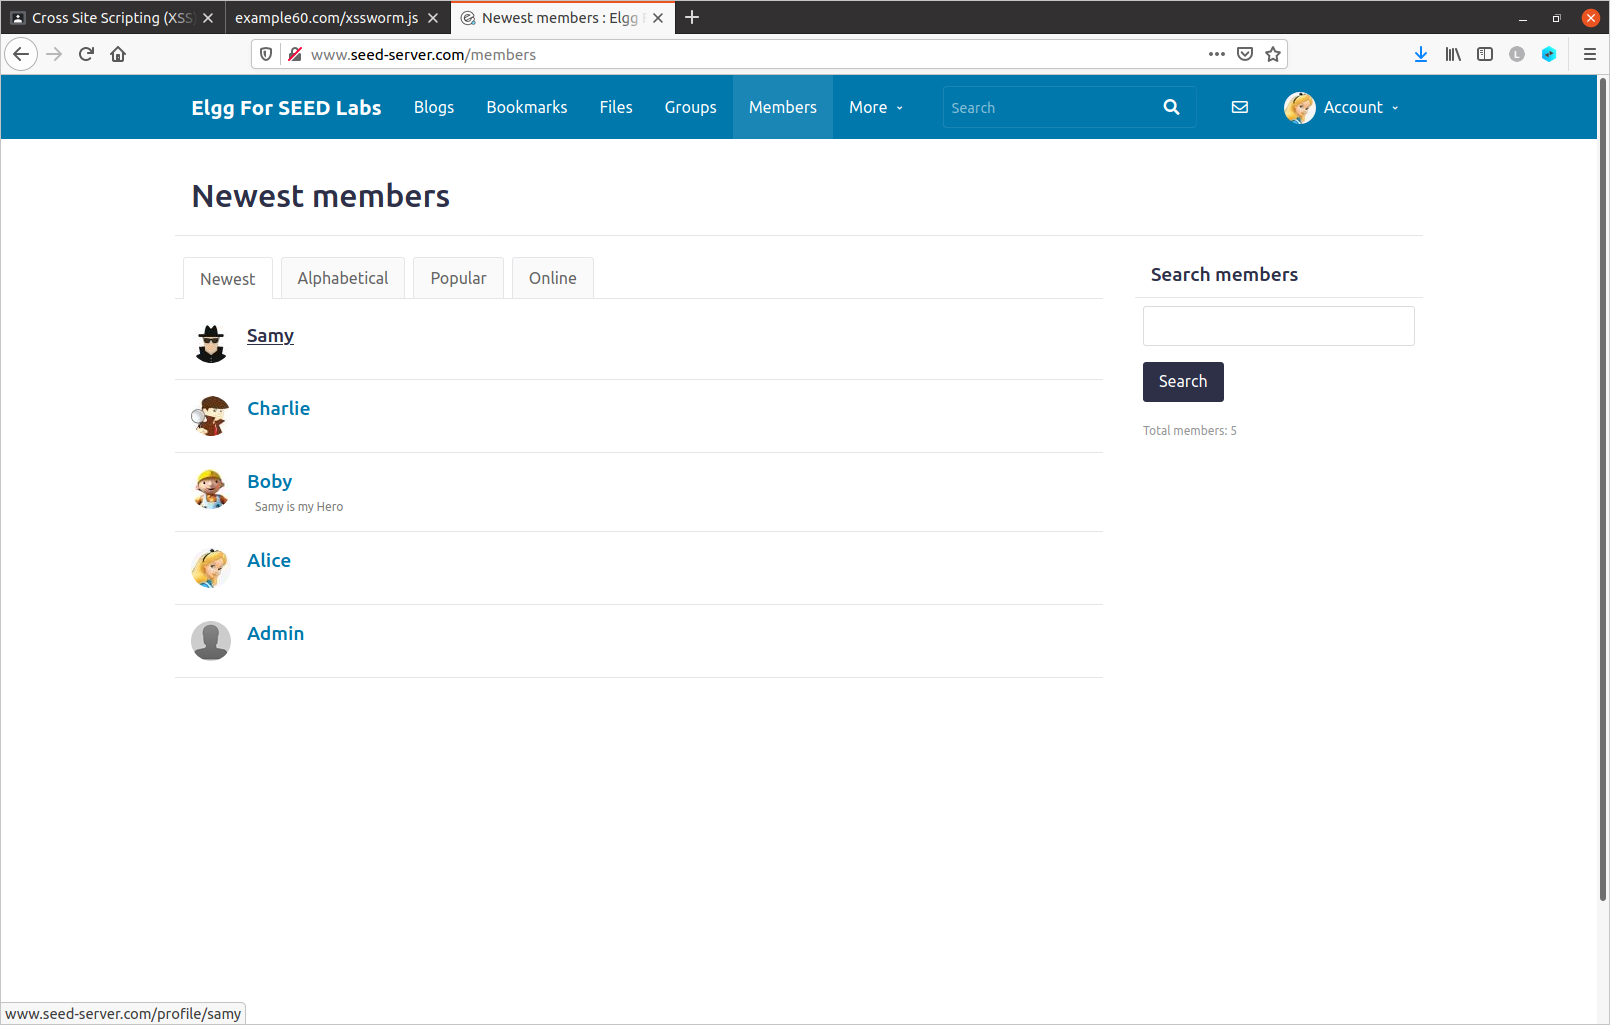 Cross Site Scripting (XSS)
example60.com/xssworm.js
Newest members : Elgg
www.seed-server.com/members
Elgg For SEED Labs
Blogs
Bookmarks
Files
Groups
Members
More
Search
Account
Newest members
Newest
Alphabetical
Popular
Online
Samy
Charlie
Boby
Samy is my Hero
Alice
Admin
Search members
Search
Total members: 5
www.seed-server.com/profile/samy